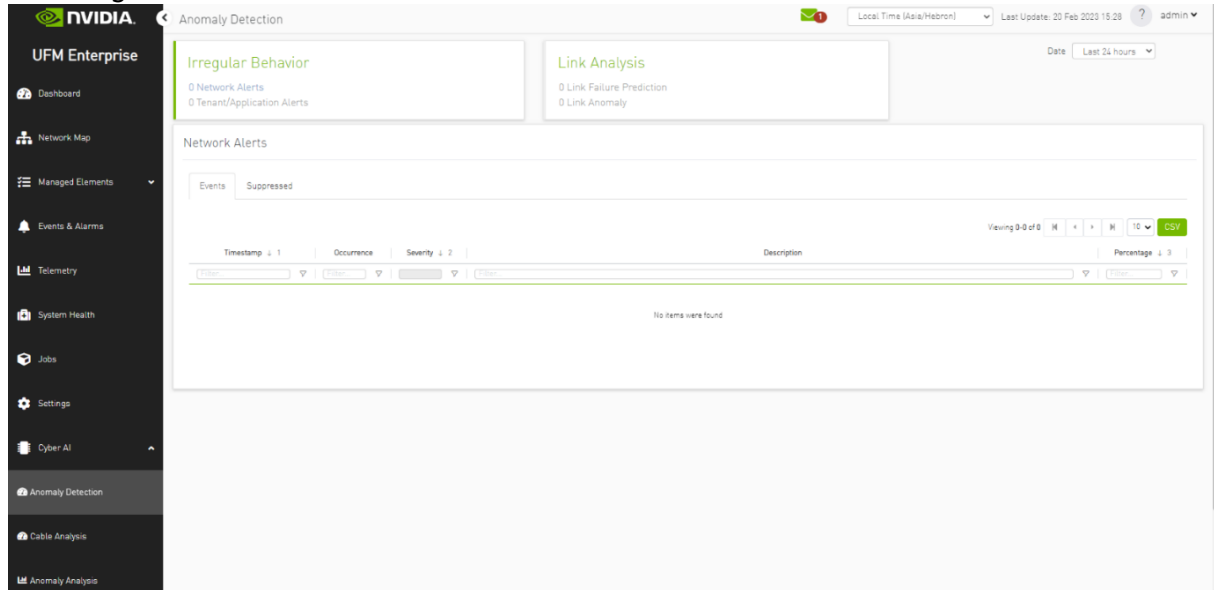 NVIDIA.
UFM Enterprise
Dashboard
Network Map
Managed Elements
Events & Alarms
Telemetry
System Health
Jobs
Settings
Cyber AI
Anomaly Detection
Cable Analysis
Anomaly Analysis
Anomaly Detection
1
Local Time (Asia/Hebron)
Last Update: 20 Feb 2023 15:28
?
admin
Irregular Behavior
0 Network Alerts
0 Tenant/Application Alerts
Link Analysis
0 Link Failure Prediction
0 Link Anomaly
Date Last 24 hours
Network Alerts
Events Suppressed
Viewing 0-0 of 0 10 CSV
Timestamp ↓ 1 Occurrence Severity ↓ 2 Description Percentage ↓ 3
Filter... Filter... Filter... Filter...
No items were found